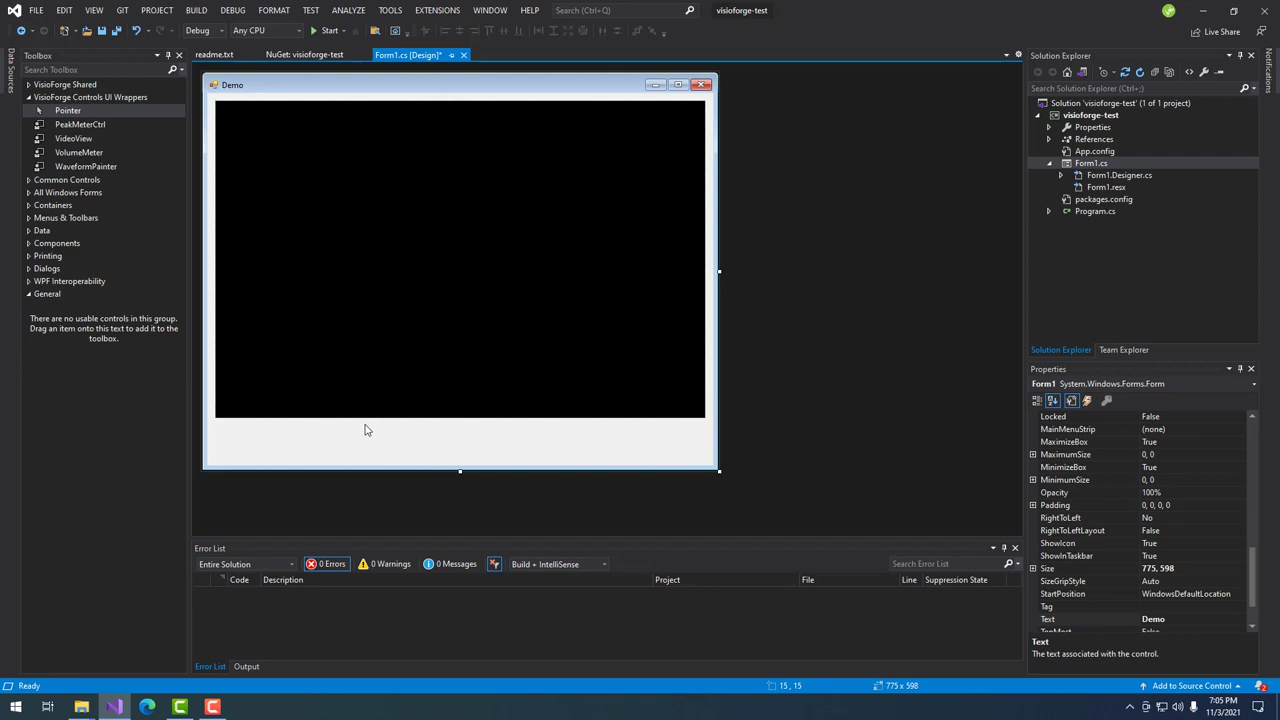 FILE EDIT VIEW GIT PROJECT BUILD DEBUG FORMAT TEST ANALYZE TOOLS EXTENSIONS WINDOW HELP Search (Ctrl+;) visioforge-test
Debug Any CPU Start Live Share
Data Sources
Toolbox
Search Toolbox
VisioForge Shared
VisioForge Controls UI Wrappers
Pointer
PeakMeterCtrl
VideoView
VolumeMeter
WaveformPainter
Common Controls
All Windows Forms
Containers
Menus & Toolbars
Data
Components
Printing
Dialogs
WPF Interoperability
General
There are no usable controls in this group.
Drag an item onto this text to add it to the
toolbox.
readme.txt NuGet: visioforge-test Form1.cs [Design]*
Demo
Error List
Entire Solution 0 Errors 0 Warnings 0 Messages Build + IntelliSense Search Error List
Code Description Project File Line Suppression State
Error List Output
Solution Explorer
Search Solution Explorer (Ctrl+;)
Solution 'visioforge-test' (1 of 1 project)
visioforge-test
Properties
References
App.config
Form1.cs
Form1.Designer.cs
Form1.resx
packages.config
Program.cs
Solution Explorer Team Explorer
Notifications
Properties
Form1 System.Windows.Forms.Form
Locked False
MainMenuStrip (none)
MaximizeBox True
MaximumSize 0, 0
MinimizeBox True
MinimumSize 0, 0
Opacity 100%
Padding 0, 0, 0, 0
RightToLeft No
RightToLeftLayout False
ShowIcon True
ShowInTaskbar True
Size 775, 598
SizeGripStyle Auto
StartPosition WindowsDefaultLocation
Tag
Text Demo
TopMost False
Text
The text associated with the control.
Ready 15 , 15 775 x 598 Add to Source Control 2
7:05 PM
11/3/2021 2